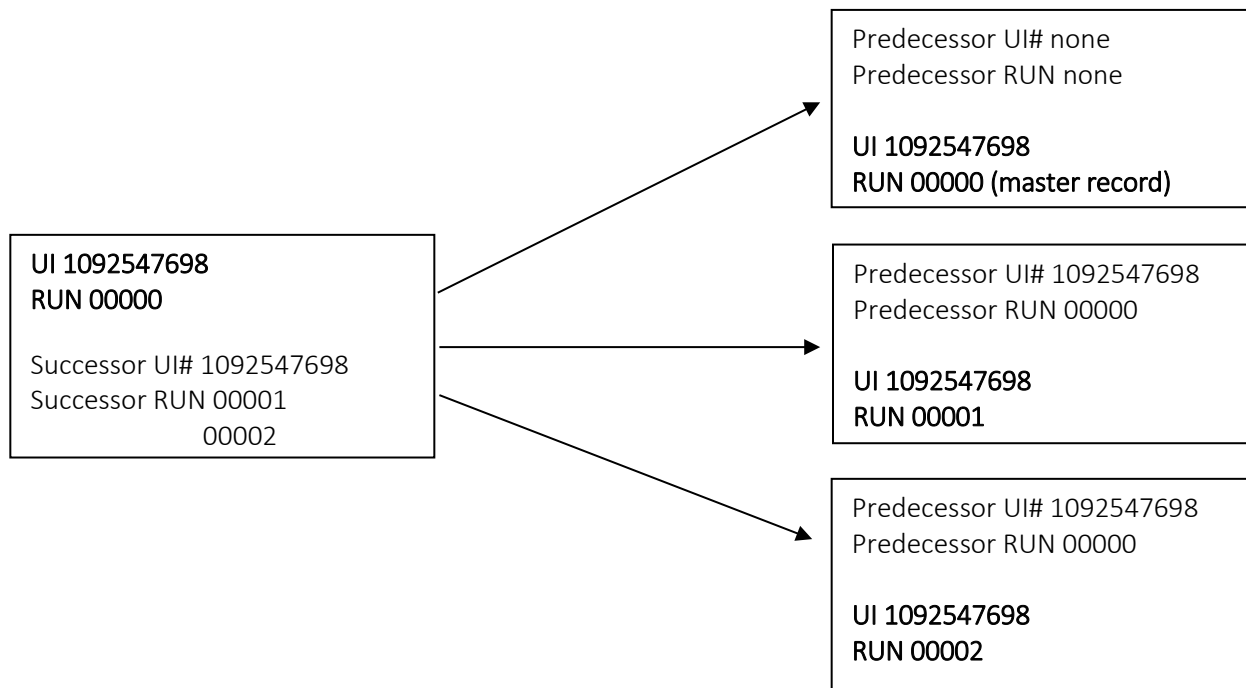 UI 1092547698
RUN 00000
Successor UI# 1092547698
Successor RUN 00001
00002
Predecessor UI# none
Predecessor RUN none
UI 1092547698
RUN 00000 (master record)
Predecessor UI# 1092547698
Predecessor RUN 00000
UI 1092547698
RUN 00001
Predecessor UI# 1092547698
Predecessor RUN 00000
UI 1092547698
RUN 00002